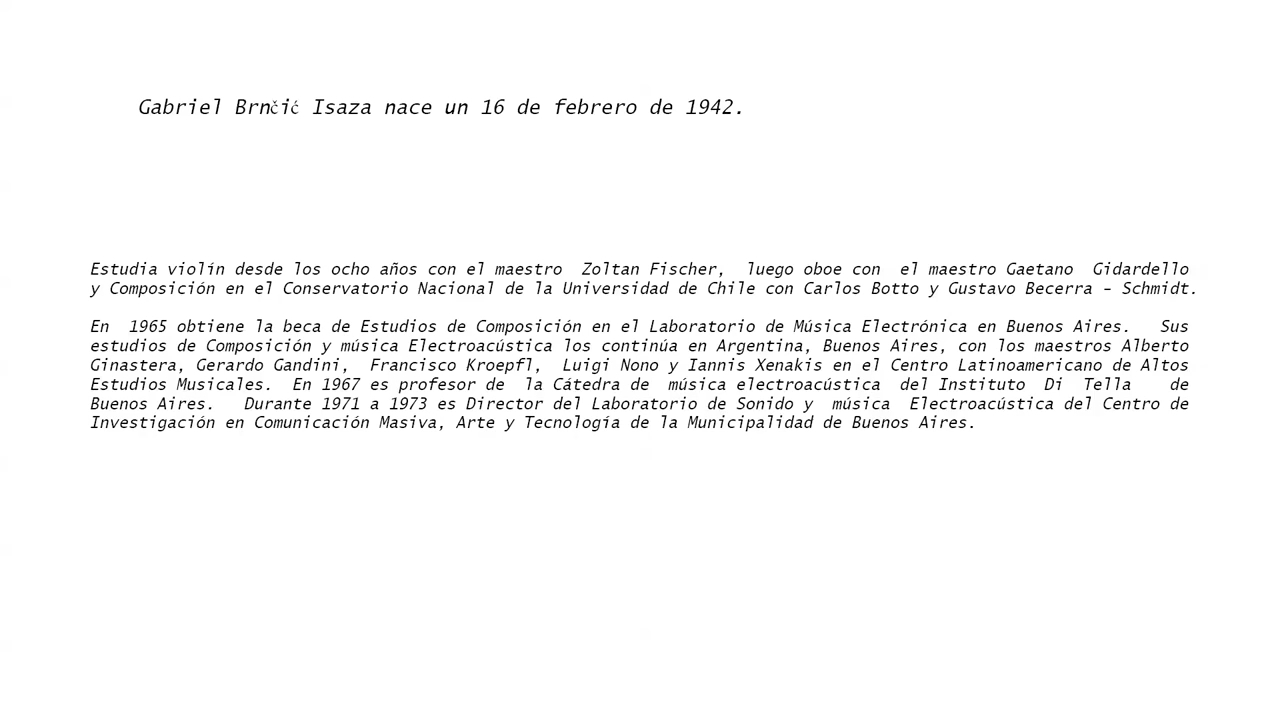 Gabriel Brnčić Isaza nace un 16 de febrero de 1942.
Estudia violín desde los ocho años con el maestro Zoltan Fischer, luego oboe con el maestro Gaetano Gidardello
y Composición en el Conservatorio Nacional de la Universidad de Chile con Carlos Botto y Gustavo Becerra - Schmidt.
En 1965 obtiene la beca de Estudios de Composición en el Laboratorio de Música Electrónica en Buenos Aires. Sus
estudios de Composición y música Electroacústica los continúa en Argentina, Buenos Aires, con los maestros Alberto
Ginastera, Gerardo Gandini, Francisco Kroepfl, Luigi Nono y Iannis Xenakis en el Centro Latinoamericano de Altos
Estudios Musicales. En 1967 es profesor de la Cátedra de música electroacústica del Instituto Di Tella de
Buenos Aires. Durante 1971 a 1973 es Director del Laboratorio de Sonido y música Electroacústica del Centro de
Investigación en Comunicación Masiva, Arte y Tecnología de la Municipalidad de Buenos Aires.